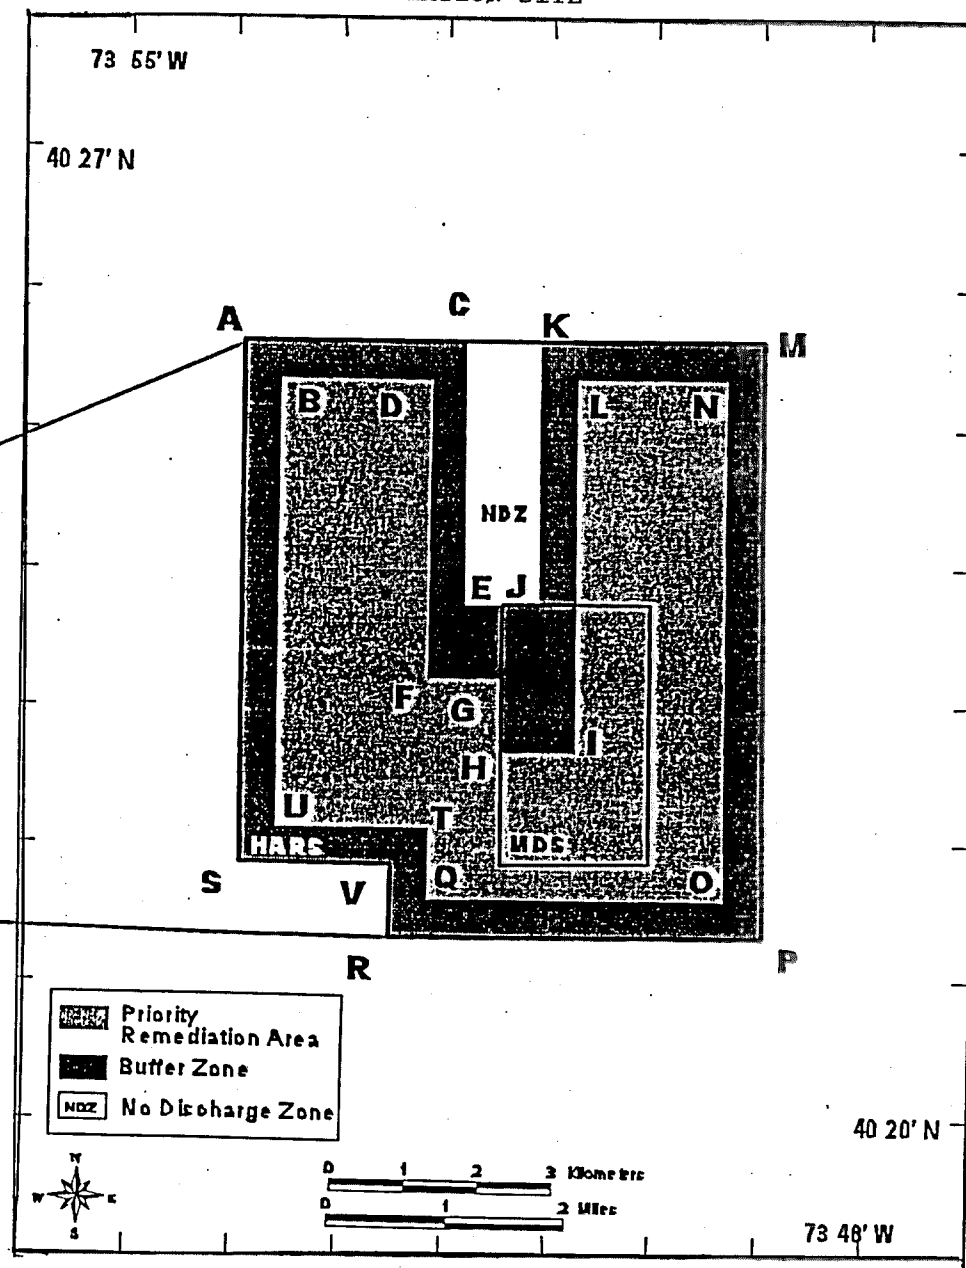 SITE
73 55' W
40 27' N
A
C
K
M
B
D
L
N
NDZ
E
J
F
G
I
H
U
T
HARS
MDS
S
V
Q
O
R
P
Priority
Remediation Area
Buffer Zone
NDZ No Discharge Zone
40 20' N
N
W
E
S
0 1 2 3 Kilometers
0 1 2 Miles
73 48' W